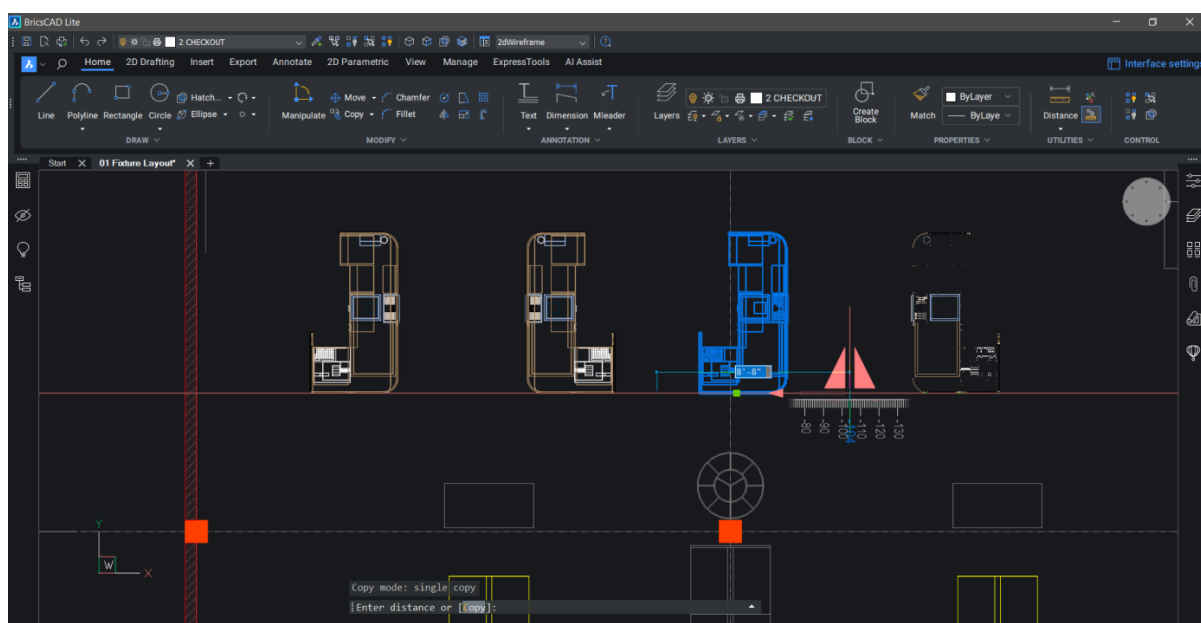 BricsCAD Lite
2 CHECKOUT
2dWireframe
Home 2D Drafting Insert Export Annotate 2D Parametric View Manage ExpressTools AI Assist
Interface settings
Hatch...
Move
Chamfer
2 CHECKOUT
ByLayer
Line Polyline Rectangle Circle Ellipse
Manipulate Copy Fillet
Text Dimension Mleader
Layers
Create
Block
Match
ByLaye
Distance
DRAW
MODIFY
ANNOTATION
LAYERS
BLOCK
PROPERTIES
UTILITIES
CONTROL
Start X 01 Fixture Layout* X +
8'-8"
-80 -90 -100 -110 -120 -130
-104
Y
W
X
Copy mode: single copy
Enter distance or [Copy]: